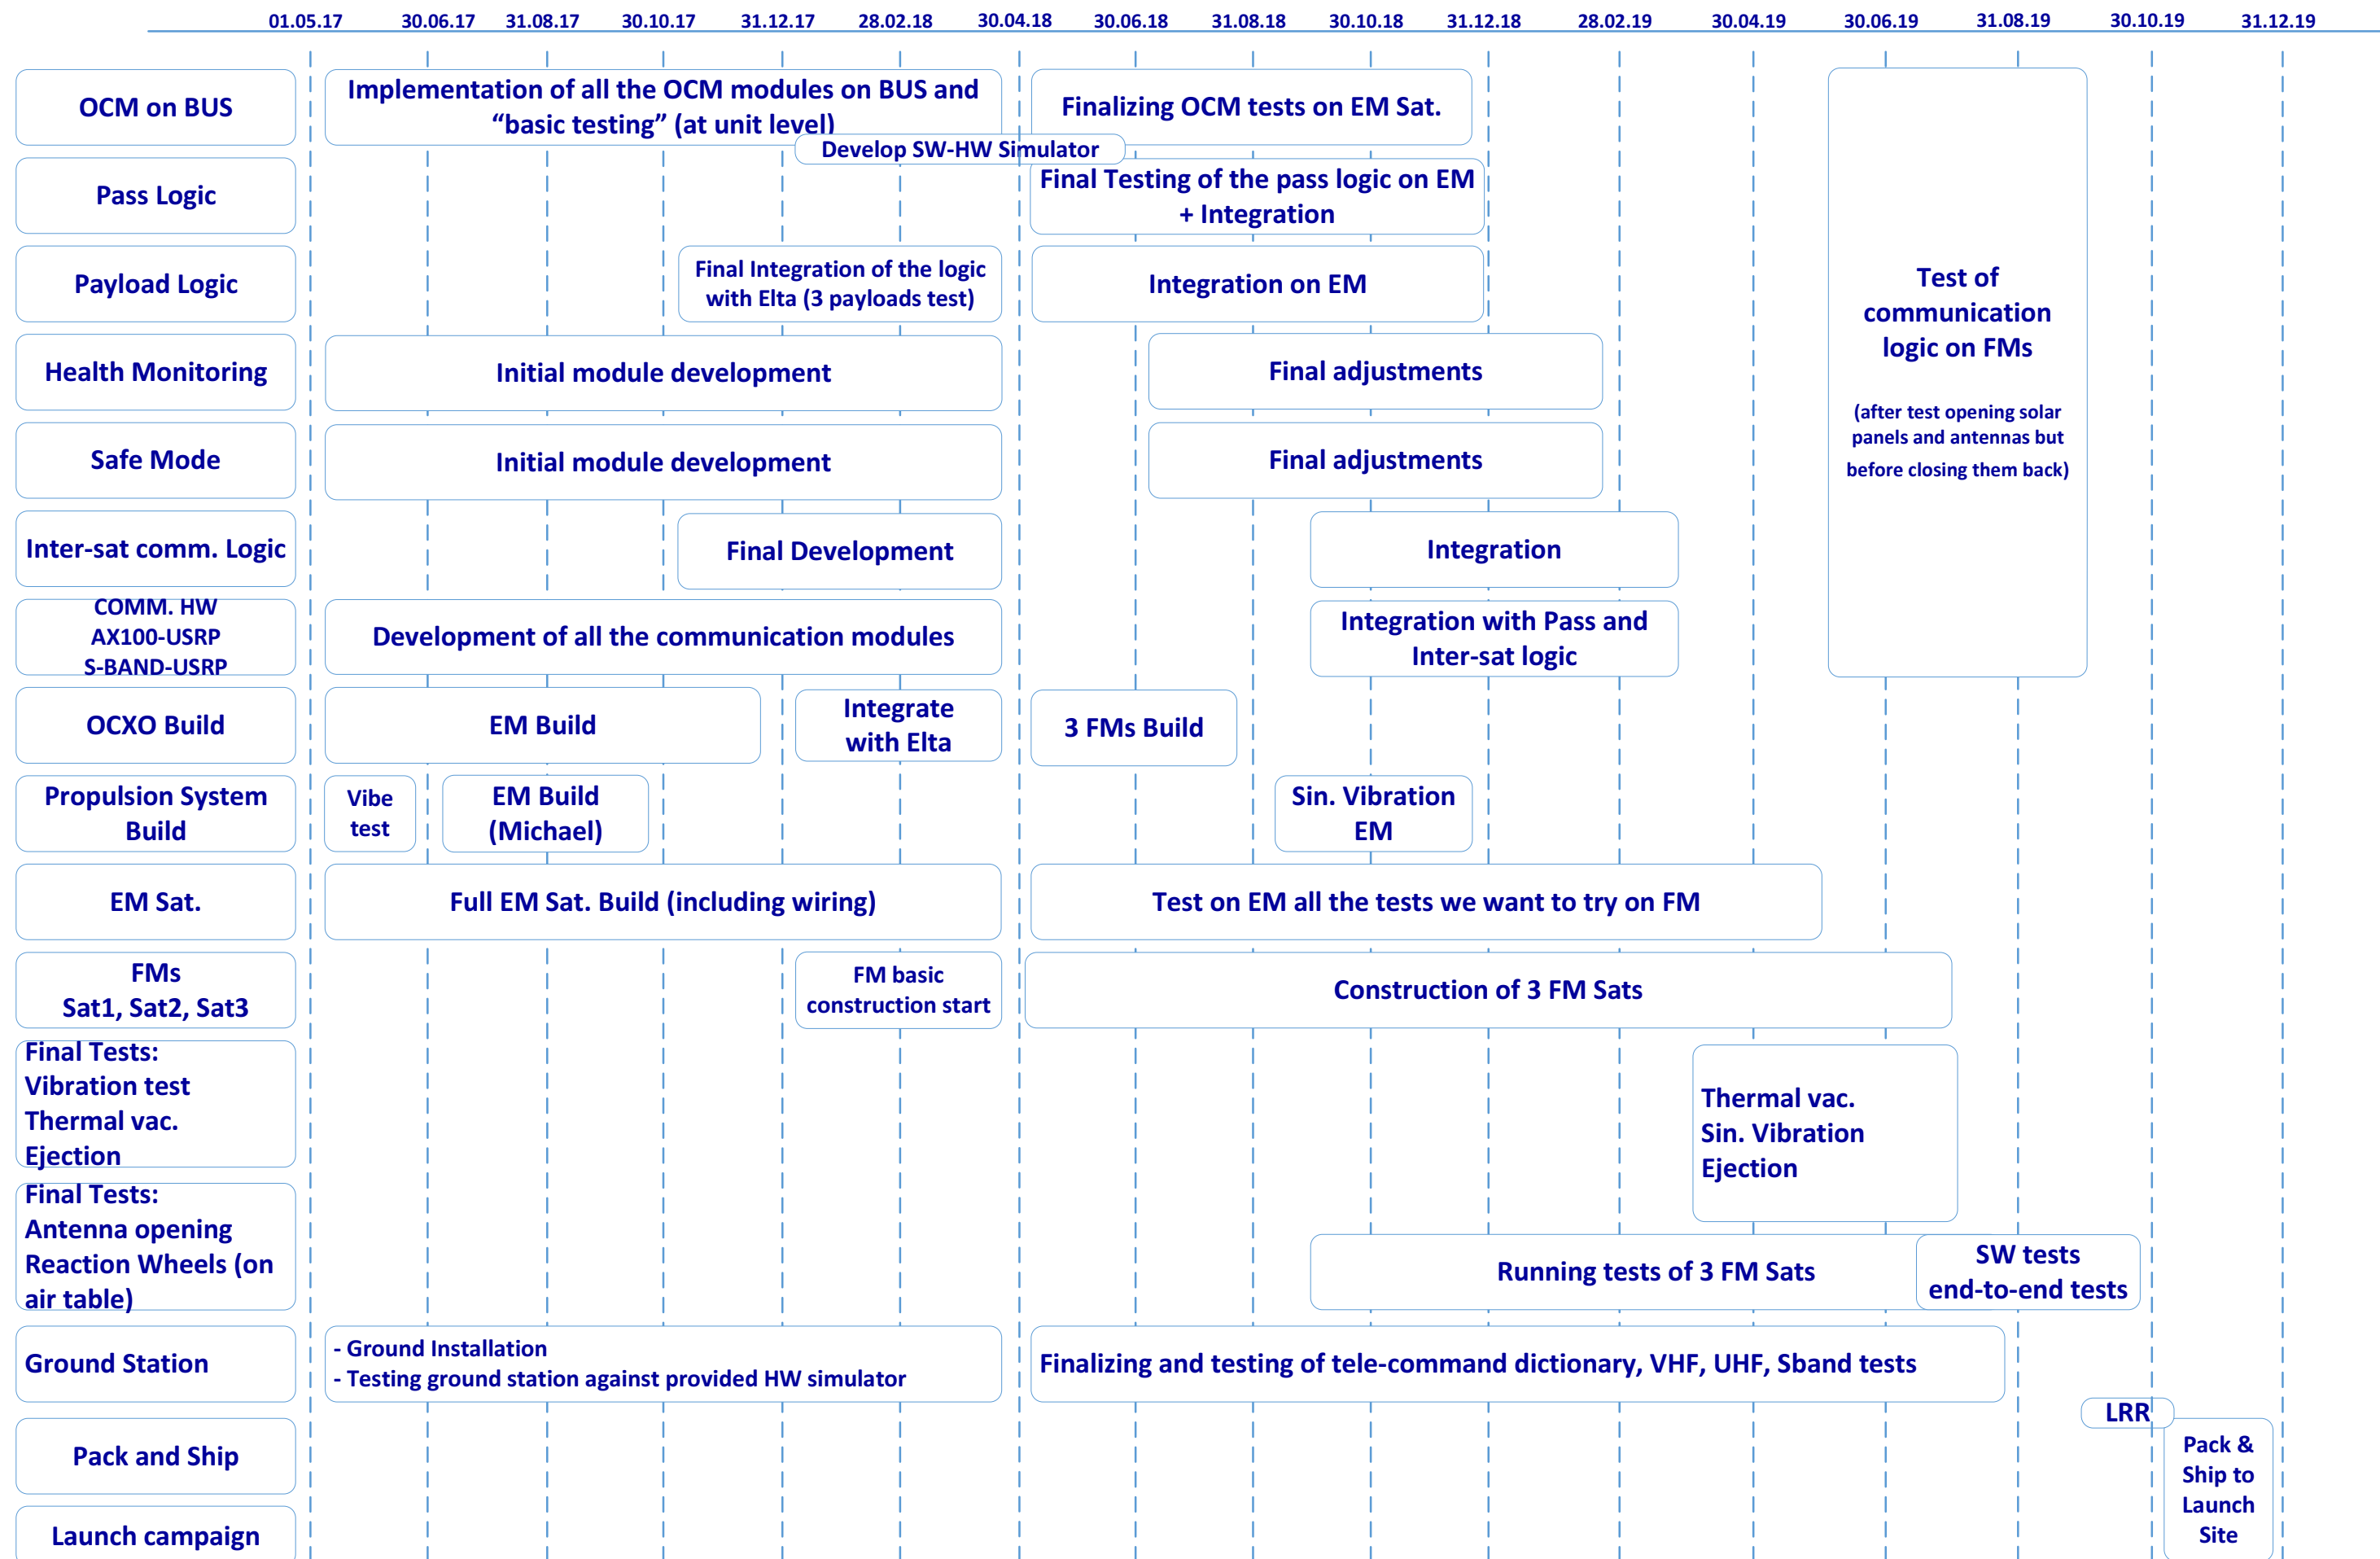 01.05.17 30.06.17 31.08.17 30.10.17 31.12.17 28.02.18 30.04.18 30.06.18 31.08.18 30.10.18 31.12.18 28.02.19 30.04.19 30.06.19 31.08.19 30.10.19 31.12.19
OCM on BUS
Implementation of all the OCM modules on BUS and
“basic testing” (at unit level)
Finalizing OCM tests on EM Sat.
Develop SW-HW Simulator
Pass Logic
Final Testing of the pass logic on EM
+ Integration
Payload Logic
Final Integration of the logic
with Elta (3 payloads test)
Integration on EM
Test of
communication
logic on FMs
(after test opening solar
panels and antennas but
before closing them back)
Health Monitoring
Initial module development
Final adjustments
Safe Mode
Initial module development
Final adjustments
Inter-sat comm. Logic
Final Development
Integration
COMM. HW
AX100-USRP
S-BAND-USRP
Development of all the communication modules
Integration with Pass and
Inter-sat logic
OCXO Build
EM Build
Integrate
with Elta
3 FMs Build
Propulsion System
Build
Vibe
test
EM Build
(Michael)
Sin. Vibration
EM
EM Sat.
Full EM Sat. Build (including wiring)
Test on EM all the tests we want to try on FM
FMs
Sat1, Sat2, Sat3
FM basic
construction start
Construction of 3 FM Sats
Final Tests:
Vibration test
Thermal vac.
Ejection
Thermal vac.
Sin. Vibration
Ejection
Final Tests:
Antenna opening
Reaction Wheels (on
air table)
Running tests of 3 FM Sats
SW tests
end-to-end tests
Ground Station
- Ground Installation
- Testing ground station against provided HW simulator
Finalizing and testing of tele-command dictionary, VHF, UHF, Sband tests
LRR
Pack and Ship
Pack &
Ship to
Launch
Site
Launch campaign